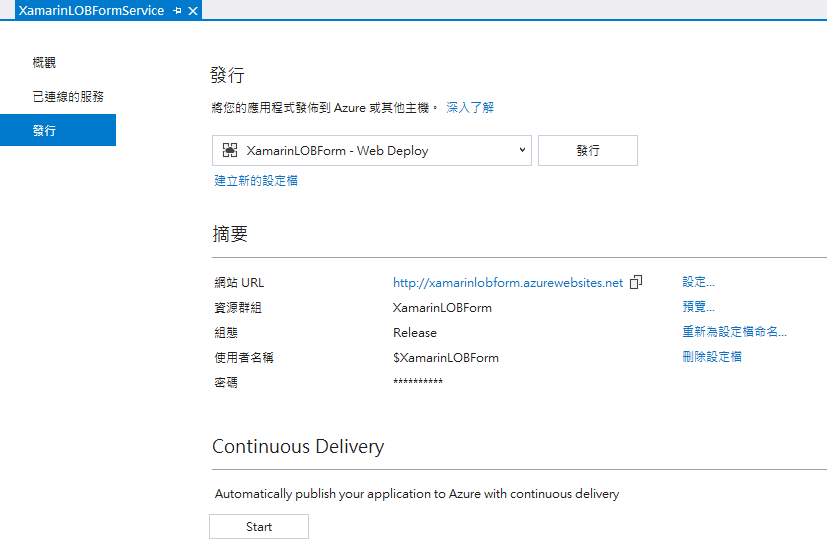 XamarinLOBFormService
概觀
已連線的服務
發行
發行
將您的應用程式發佈到 Azure 或其他主機。 深入了解
XamarinLOBForm - Web Deploy
發行
建立新的設定檔
摘要
網站 URL http://xamarinlobform.azurewebsites.net 設定...
資源群組 XamarinLOBForm 預覽...
組態 Release 重新為設定檔命名...
使用者名稱 $XamarinLOBForm 刪除設定檔
密碼 **********
Continuous Delivery
Automatically publish your application to Azure with continuous delivery
Start